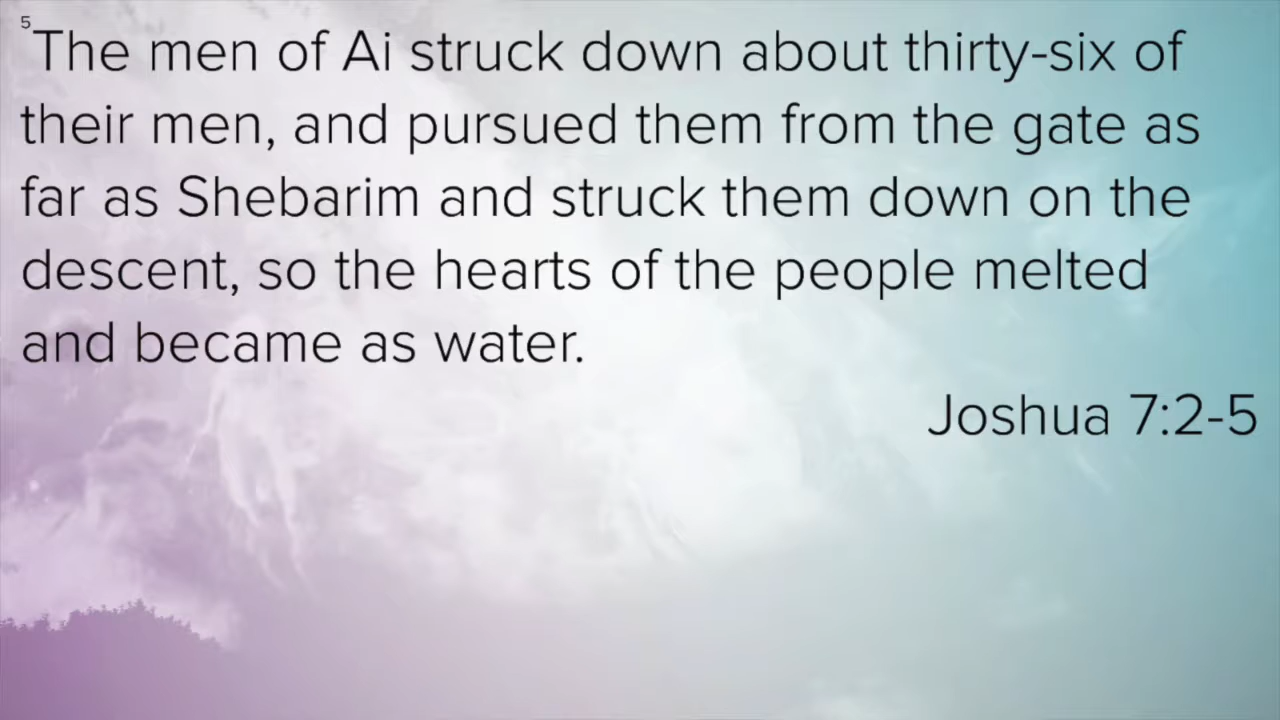 5The men of Ai struck down about thirty-six of
their men, and pursued them from the gate as
far as Shebarim and struck them down on the
descent, so the hearts of the people melted
and became as water.
Joshua 7:2-5